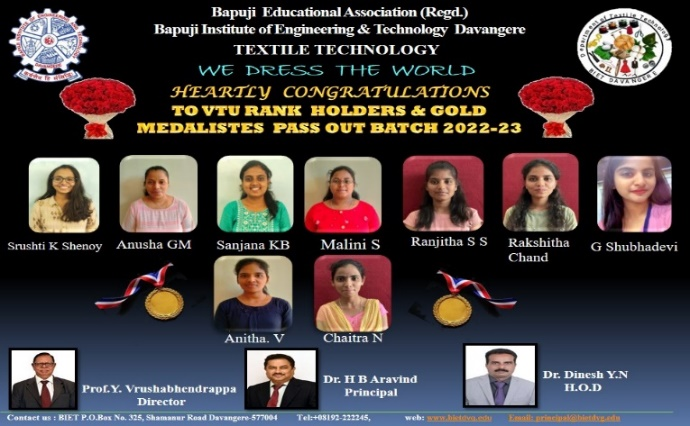 Bapuji Educational Association (Regd.)
Bapuji Institute of Engineering & Technology Davangere
TEXTILE TECHNOLOGY
WE DRESS THE WORLD
HEARTLY CONGRATULATIONS
TO VTU RANK HOLDERS & GOLD
MEDALISTES PASS OUT BATCH 2022-23
Department of Textile Technology
BIET DAVANGERE
Srushti K Shenoy
Anusha GM
Sanjana KB
Malini S
Ranjitha S S
Rakshitha
Chand
G Shubhadevi
Anitha. V
Chaitra N
Prof.Y. Vrushabhendrappa
Director
Dr. H B Aravind
Principal
Dr. Dinesh Y.N
H.O.D
Contact us : BIET P.O.Box No. 325, Shamanur Road Davangere-577004 Tel:+08192-222245, web: www.bietdvg.edu Email: principal@bietdvg.edu